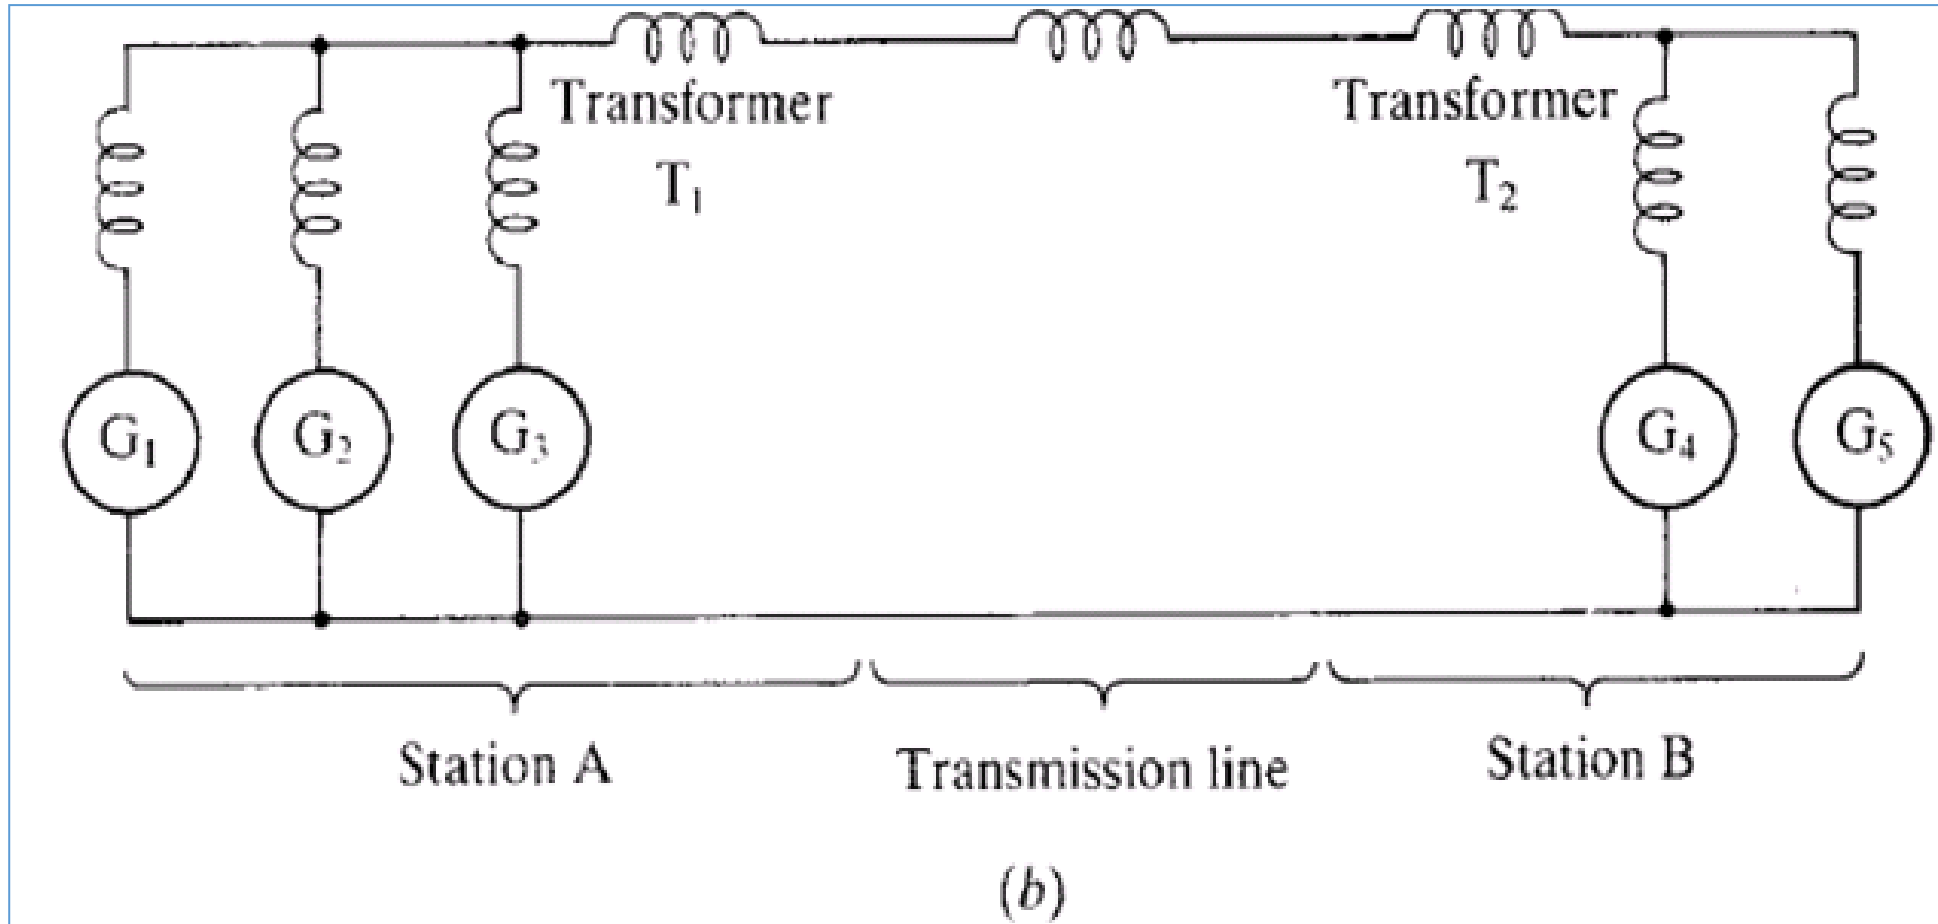 Transformer
T₁
Transformer
T₂
G₁
G₂
G₃
G₄
G₅
Station A
Transmission line
Station B
(b)